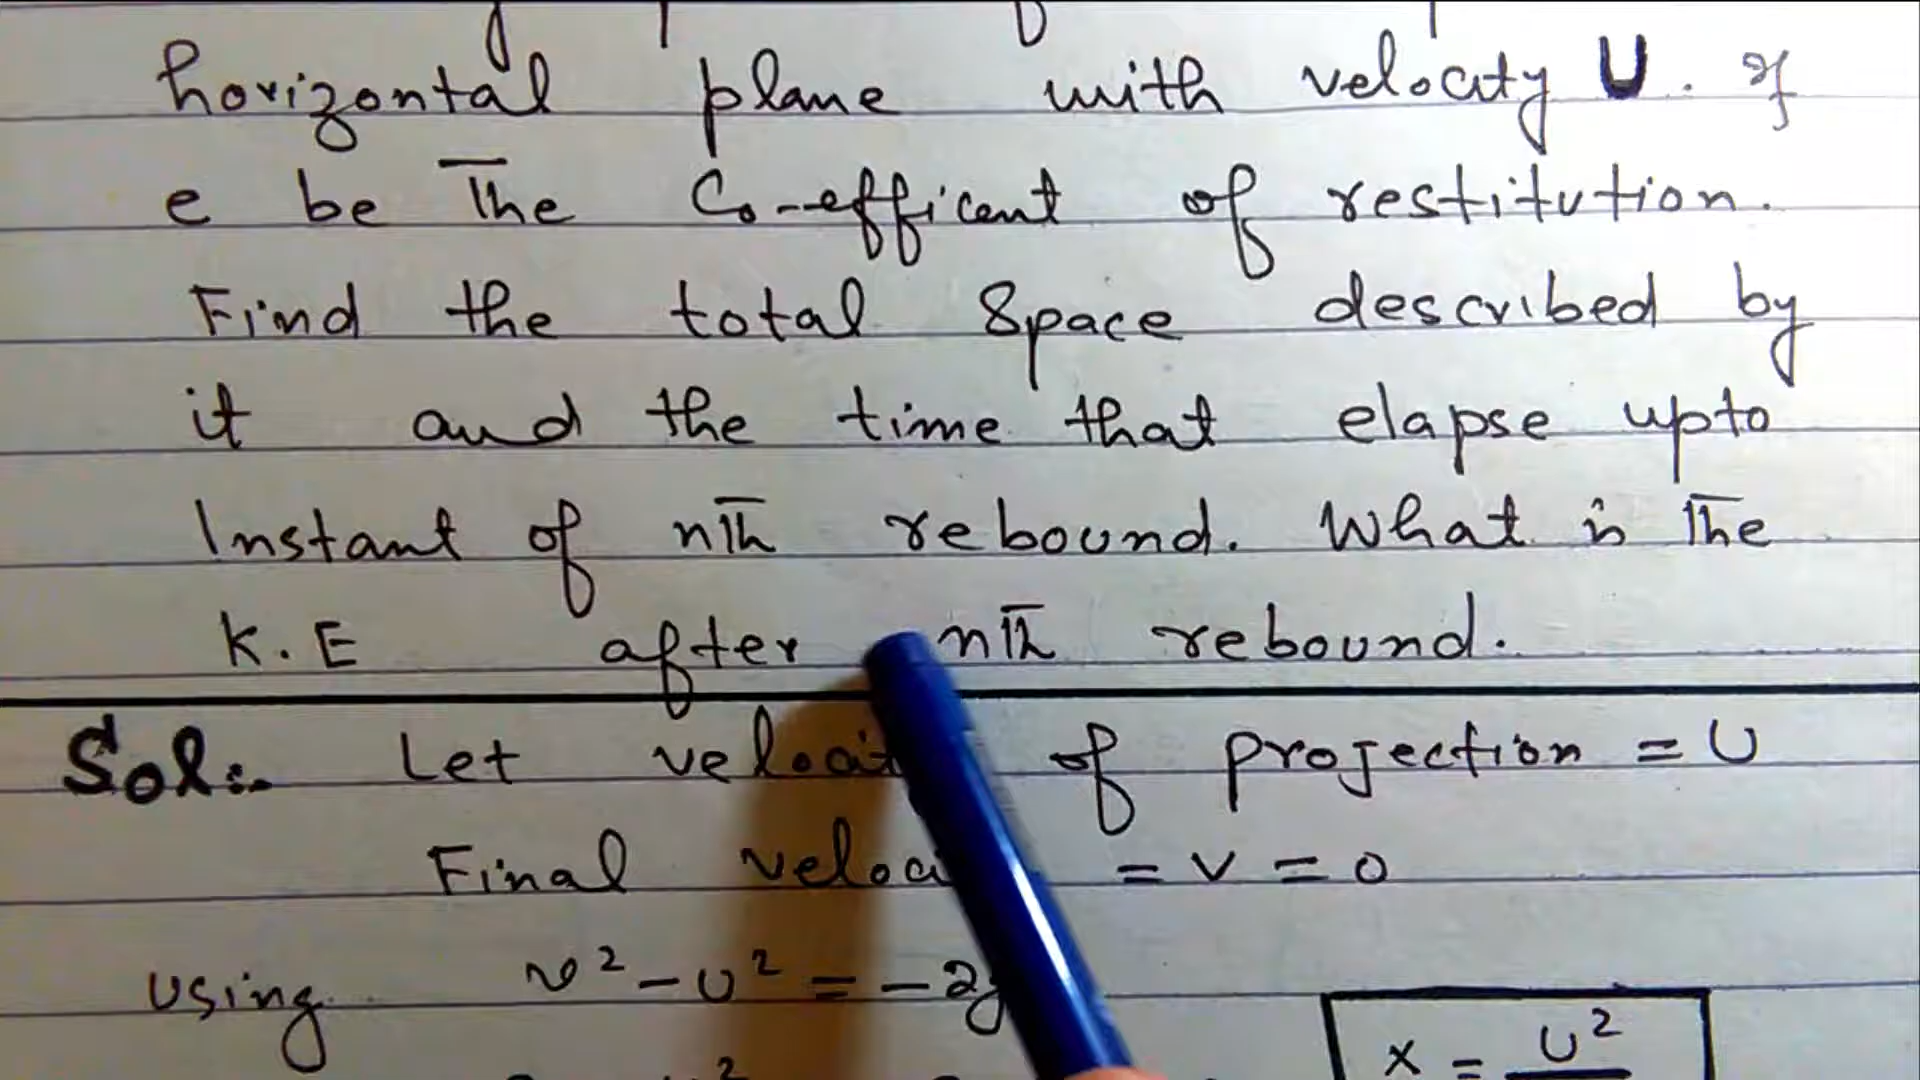 horizontal plane with velocity U. If
e be The Co-efficent of restitution.
Find the total Space described by
it and the time that elapse upto
Instant of nth rebound. What is The
K.E after nth rebound.
Sol:- Let of projection = U
Final = v = 0
using v² - u² = -2g
x = U²